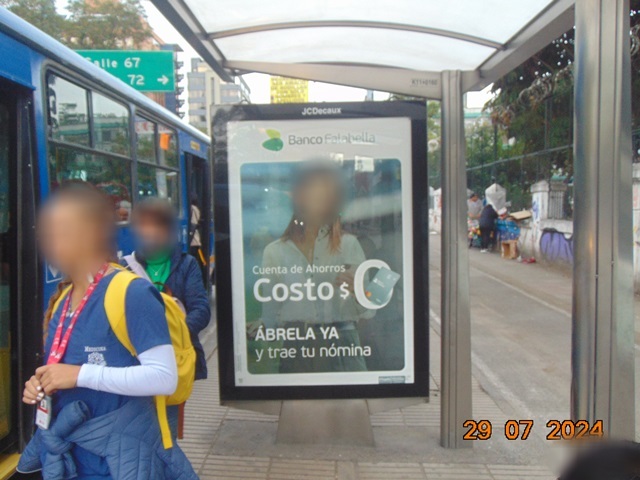 Calle 67
72
JCDecaux
Banco Falabella
Cuenta de Ahorros
Costo $0
ÁBRELA YA
y trae tu nómina
29 07 2024